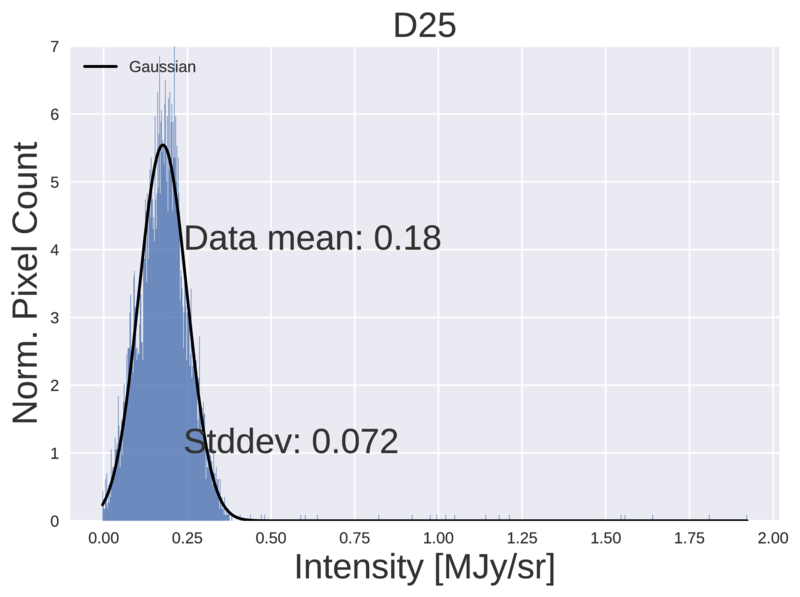 D25
7
Gaussian
6
5
Data mean: 0.18
4
3
2
Stddev: 0.072
1
0
Norm. Pixel Count
0.00 0.25 0.50 0.75 1.00 1.25 1.50 1.75 2.00
Intensity [MJy/sr]